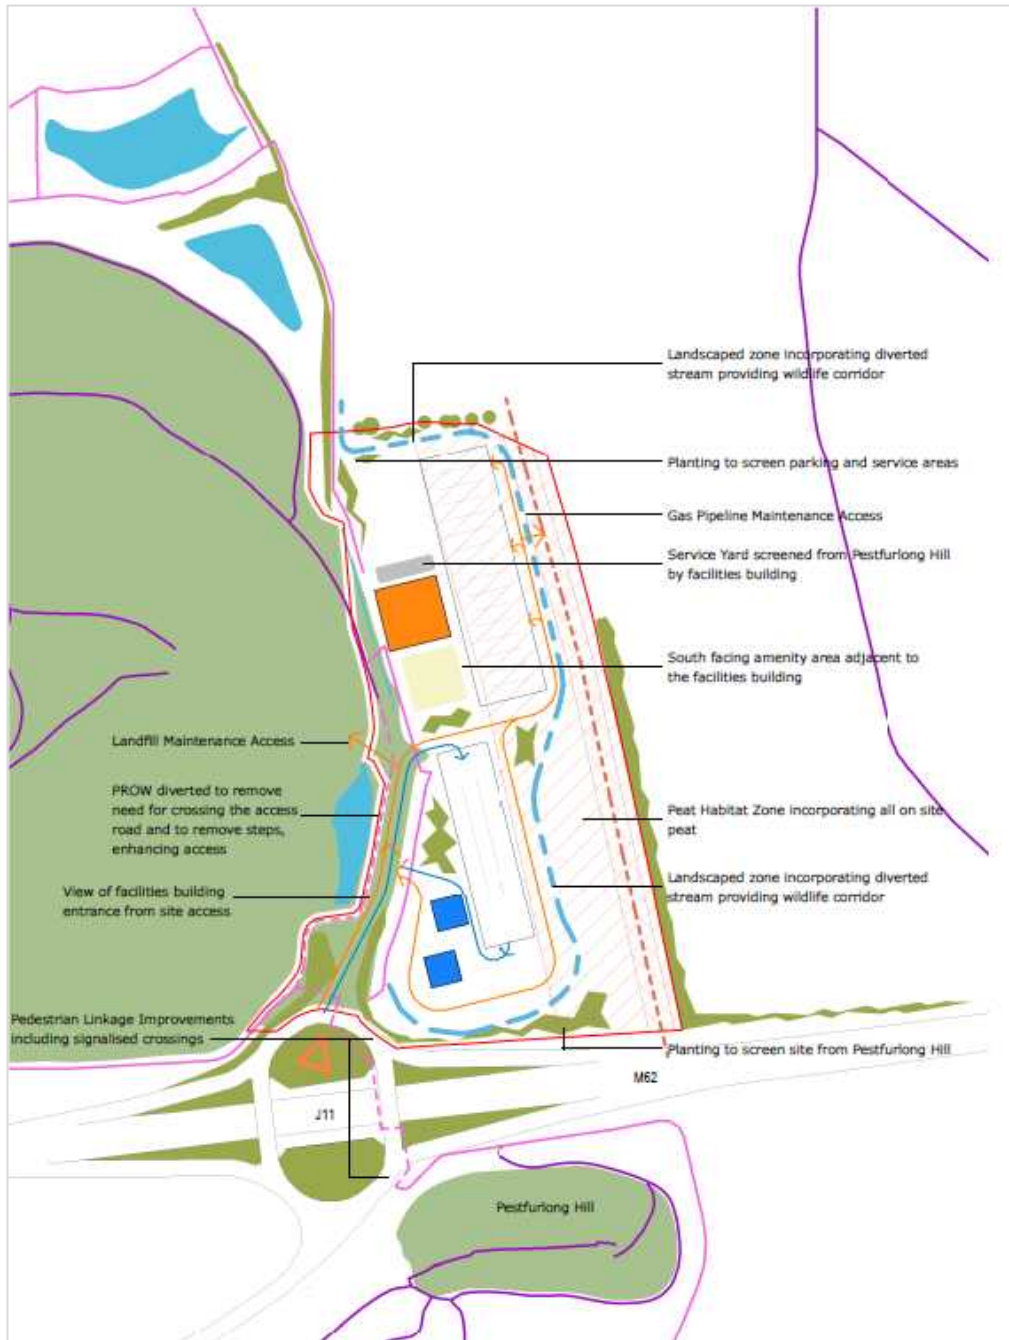 Landscaped zone incorporating diverted
stream providing wildlife corridor
Planting to screen parking and service areas
Gas Pipeline Maintenance Access
Service Yard screened from Pestfurlong Hill
by facilities building
South facing amenity area adjacent to
the facilities building
Landfill Maintenance Access
PROW diverted to remove
need for crossing the access
road and to remove steps,
enhancing access
Peat Habitat Zone incorporating all on site
peat
View of facilities building
entrance from site access
Landscaped zone incorporating diverted
stream providing wildlife corridor
Pedestrian Linkage Improvements
including signalised crossings
Planting to screen site from Pestfurlong Hill
M62
J11
Pestfurlong Hill